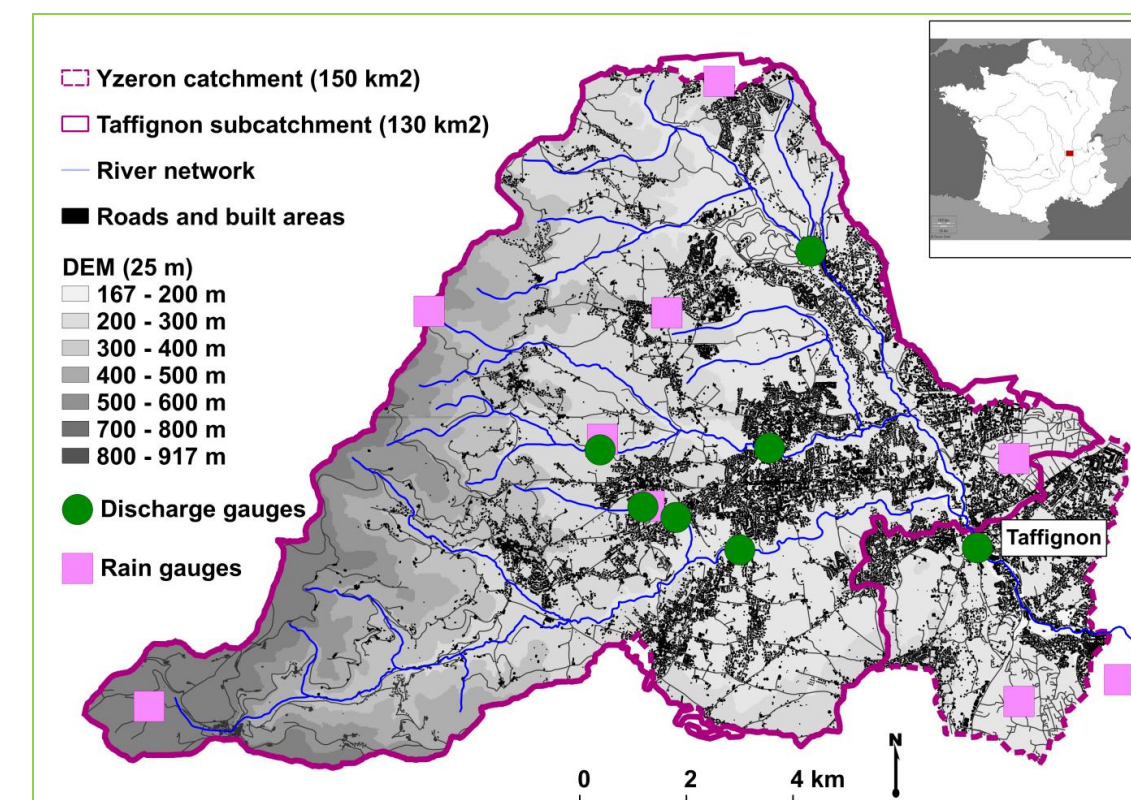 Yzeron catchment (150 km2)
Taffignon subcatchment (130 km2)
River network
Roads and built areas
DEM (25 m)
167 - 200 m
200 - 300 m
300 - 400 m
400 - 500 m
500 - 600 m
700 - 800 m
800 - 917 m
Discharge gauges
Rain gauges
Taffignon
N
0 2 4 km